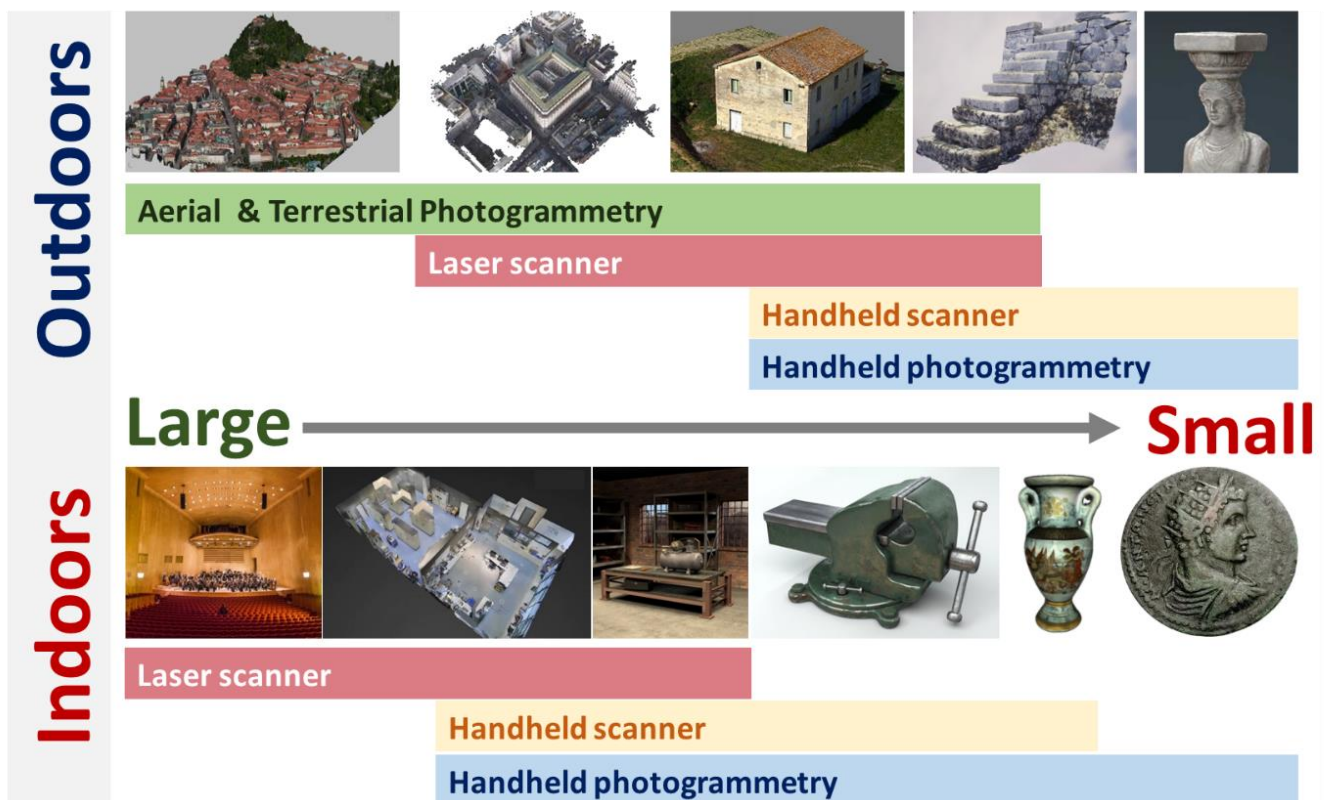 Outdoors
Aerial & Terrestrial Photogrammetry
Laser scanner
Handheld scanner
Handheld photogrammetry
Large
Small
Indoors
Laser scanner
Handheld scanner
Handheld photogrammetry